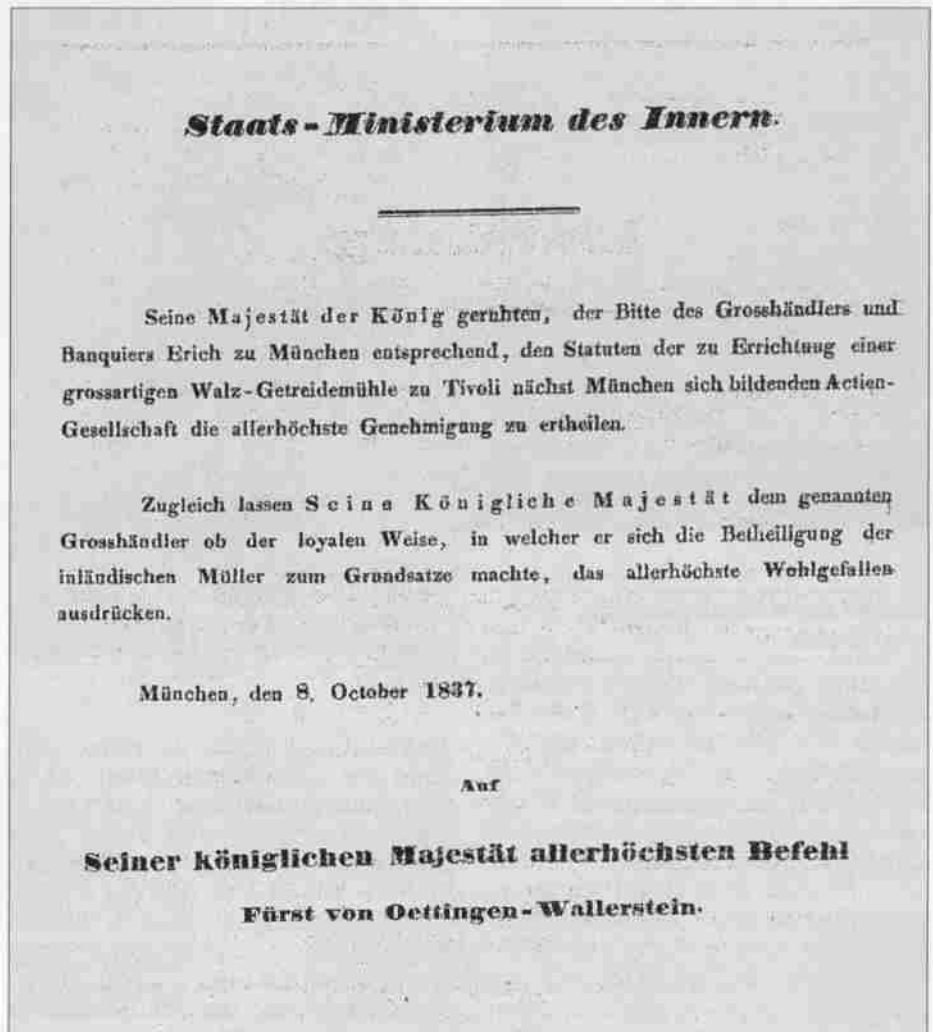 Staats-Ministerium des Innern.
Seine Majestät der König geruhten, der Bitte des Grosshändlers und
Banquiers Erich zu München entsprechend, den Statuten der zu Errichtung einer
grossartigen Walz-Getreidemühle zu Tivoli nächst München sich bildenden Actien-
Gesellschaft die allerhöchste Genehmigung zu ertheilen.
Zugleich lassen Seine Königliche Majestät dem genannten
Grosshändler ob der loyalen Weise, in welcher er sich die Betheiligung der
inländischen Müller zum Grundsatze machte, das allerhöchste Wohlgefallen
ausdrücken.
München, den 8. October 1837.
Auf
Seiner königlichen Majestät allerhöchsten Befehl
Fürst von Oettingen-Wallerstein.